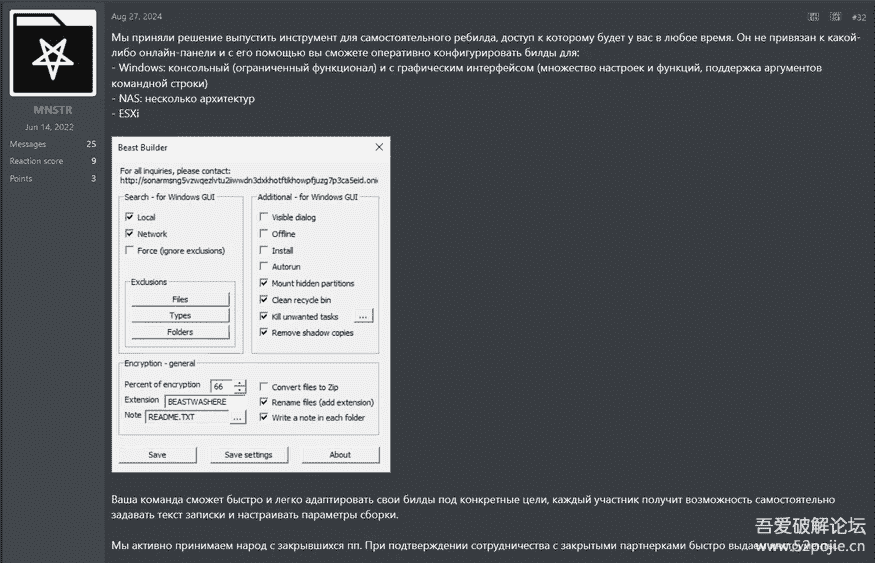 Aug 27, 2024
#32
Мы приняли решение выпустить инструмент для самостоятельного ребилда, доступ к которому будет у вас в любое время. Он не привязан к какой-
либо онлайн-панели и с его помощью вы сможете оперативно конфигурировать билды для:
- Windows: консольный (ограниченный функционал) и с графическим интерфейсом (множество настроек и функций, поддержка аргументов
командной строки)
- NAS: несколько архитектур
- ESXi
MNSTR
Jun 14, 2022
Messages 25
Reaction score 9
Points 3
Beast Builder
For all inquiries, please contact:
Search - for Windows GUI
Local
Network
Force (ignore exclusions)
Exclusions
Files
Types
Folders
Additional - for Windows GUI
Visible dialog
Offline
Install
Autorun
Mount hidden partitions
Clean recycle bin
Kill unwanted tasks ...
Remove shadow copies
Encryption - general
Percent of encryption 66
Extension BEASTWASHERE
Note README.TXT ...
Convert files to Zip
Rename files (add extension)
Write a note in each folder
Save Save settings About
Ваша команда сможет быстро и легко адаптировать свои билды под конкретные цели, каждый участник получит возможность самостоятельно
задавать текст записки и настраивать параметры сборки.
Мы активно принимаем народ с закрывшихся пп. При подтверждении сотрудничества с закрытыми партнерками быстро
吾爱破解论坛
www.52pojie.cn